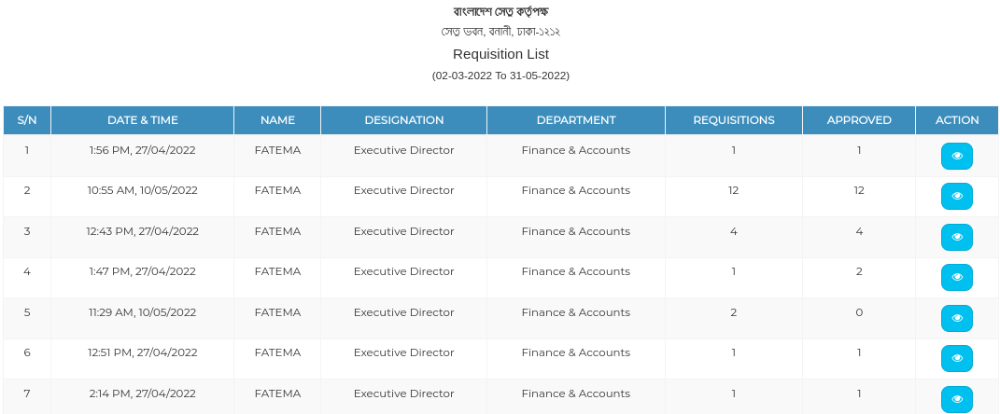 বাংলাদেশ সেতু কর্তৃপক্ষ
সেতু ভবন, বনানী, ঢাকা-১২১২
Requisition List
(02-03-2022 To 31-05-2022)
S/N DATE & TIME NAME DESIGNATION DEPARTMENT REQUISITIONS APPROVED ACTION
1 1:56 PM, 27/04/2022 FATEMA Executive Director Finance & Accounts 1 1
2 10:55 AM, 10/05/2022 FATEMA Executive Director Finance & Accounts 12 12
3 12:43 PM, 27/04/2022 FATEMA Executive Director Finance & Accounts 4 4
4 1:47 PM, 27/04/2022 FATEMA Executive Director Finance & Accounts 1 2
5 11:29 AM, 10/05/2022 FATEMA Executive Director Finance & Accounts 2 0
6 12:51 PM, 27/04/2022 FATEMA Executive Director Finance & Accounts 1 1
7 2:14 PM, 27/04/2022 FATEMA Executive Director Finance & Accounts 1 1